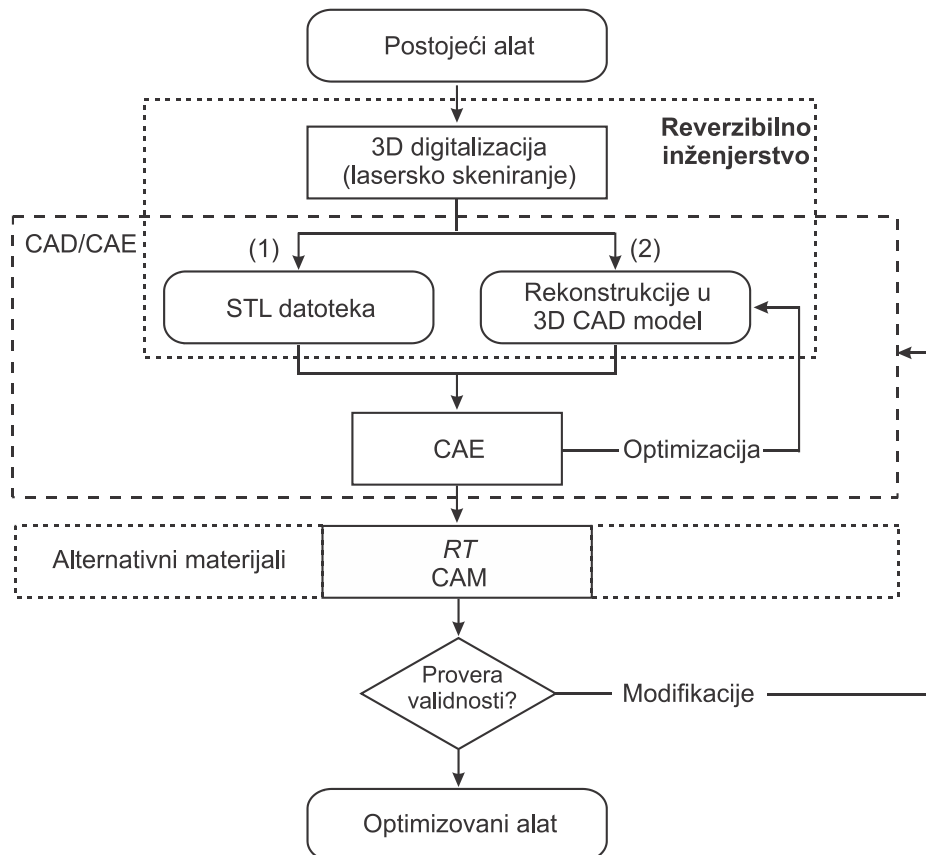 Postojeći alat
Reverzibilno
inženjerstvo
3D digitalizacija
(lasersko skeniranje)
CAD/CAE
(1)
(2)
STL datoteka
Rekonstrukcije u
3D CAD model
CAE
Optimizacija
Alternativni materijali
RT
CAM
Provera
validnosti?
Modifikacije
Optimizovani alat